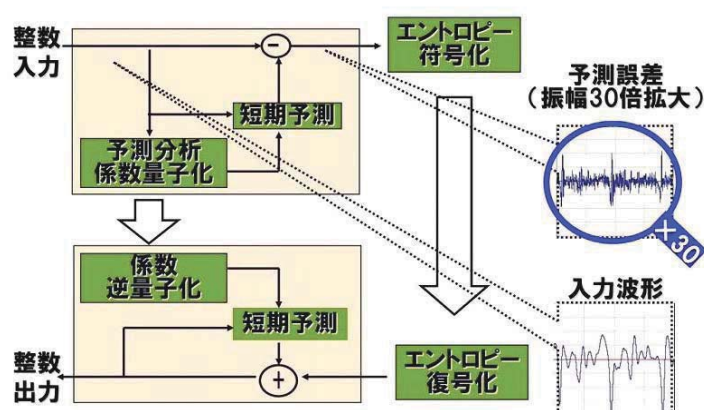 整数
入力
−
エントロピー
符号化
予測誤差
（振幅30倍拡大）
短期予測
予測分析
係数量子化
×30
係数
逆量子化
入力波形
短期予測
整数
出力
+
エントロピー
復号化